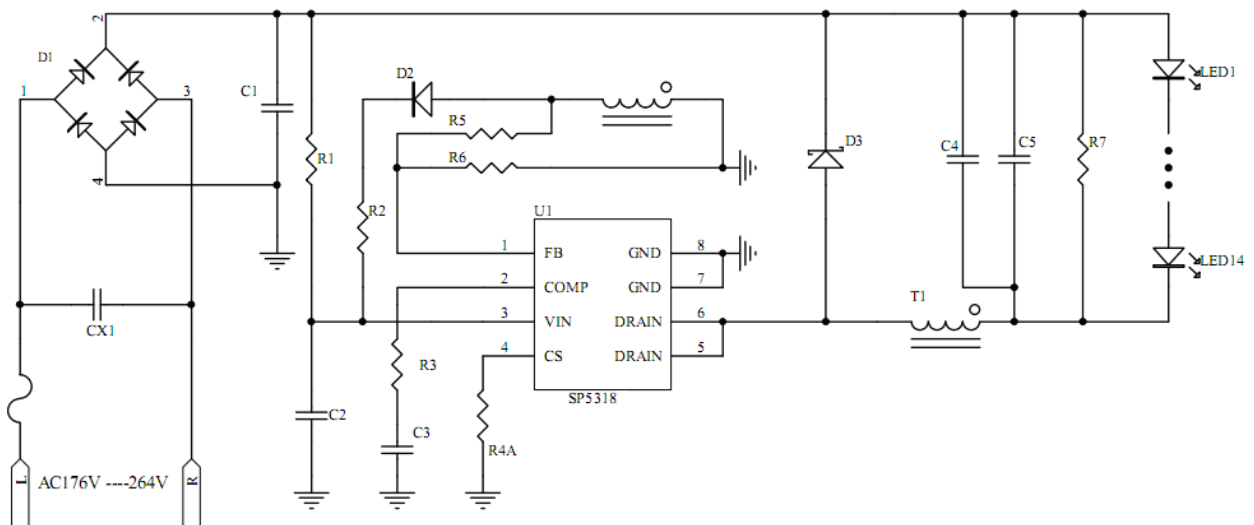 2
D1
1
3
4
C1
R1
D2
R5
R6
R2
D3
C4
C5
R7
LED1
LED14
U1
1 FB GND 8
2 COMP GND 7
3 VIN DRAIN 6
4 CS DRAIN 5
SP5318
T1
CX1
C2
R3
C3
R4A
L AC176V ----264V R